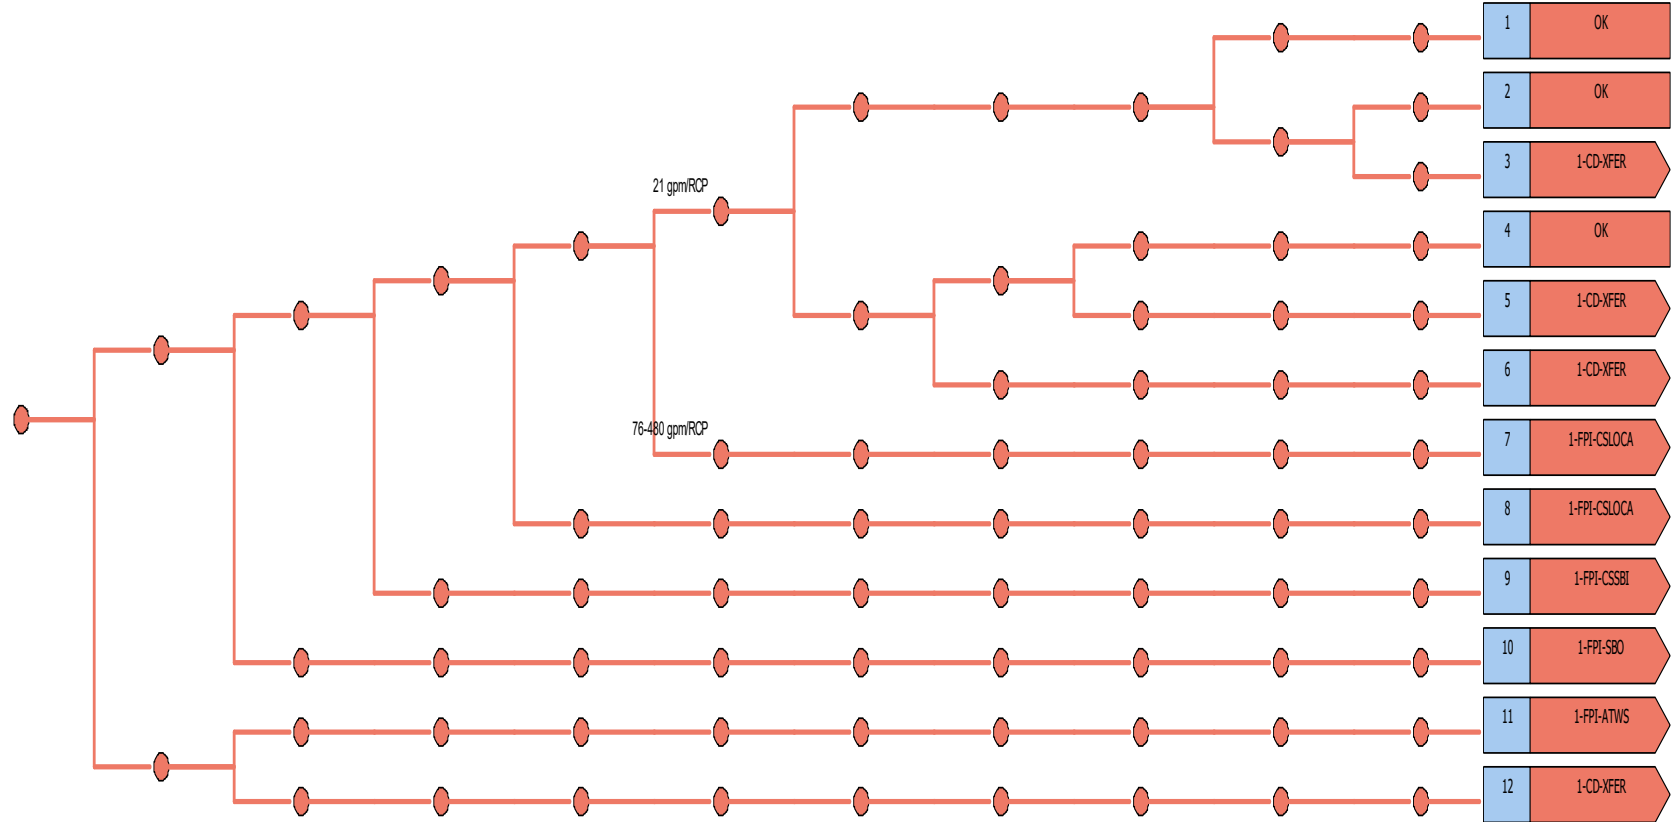 1 OK
2 OK
3 1-CD-XFER
21 gpm/RCP
4 OK
5 1-CD-XFER
6 1-CD-XFER
76-480 gpm/RCP
7 1-FPI-CSLOCA
8 1-FPI-CSLOCA
9 1-FPI-CSSBI
10 1-FPI-SBO
11 1-FPI-ATWS
12 1-CD-XFER